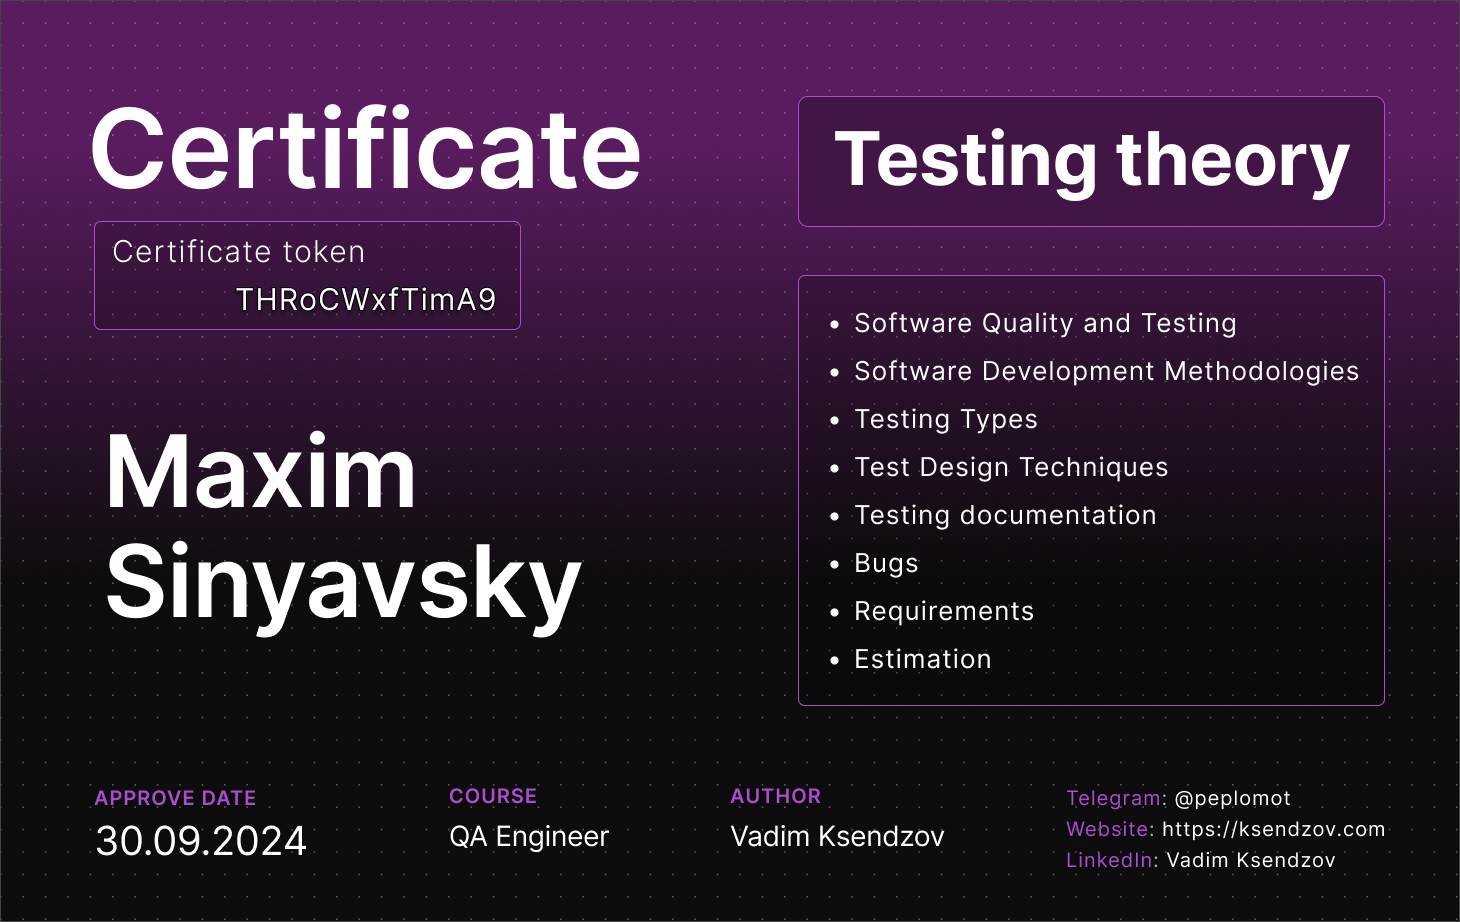 Certificate
Certificate token
THRoCWxfTimA9
Maxim
Sinyavsky
Testing theory
• Software Quality and Testing
• Software Development Methodologies
• Testing Types
• Test Design Techniques
• Testing documentation
• Bugs
• Requirements
• Estimation
APPROVE DATE
30.09.2024
COURSE
QA Engineer
AUTHOR
Vadim Ksendzov
Telegram: @peplomot
Website: https://ksendzov.com
LinkedIn: Vadim Ksendzov